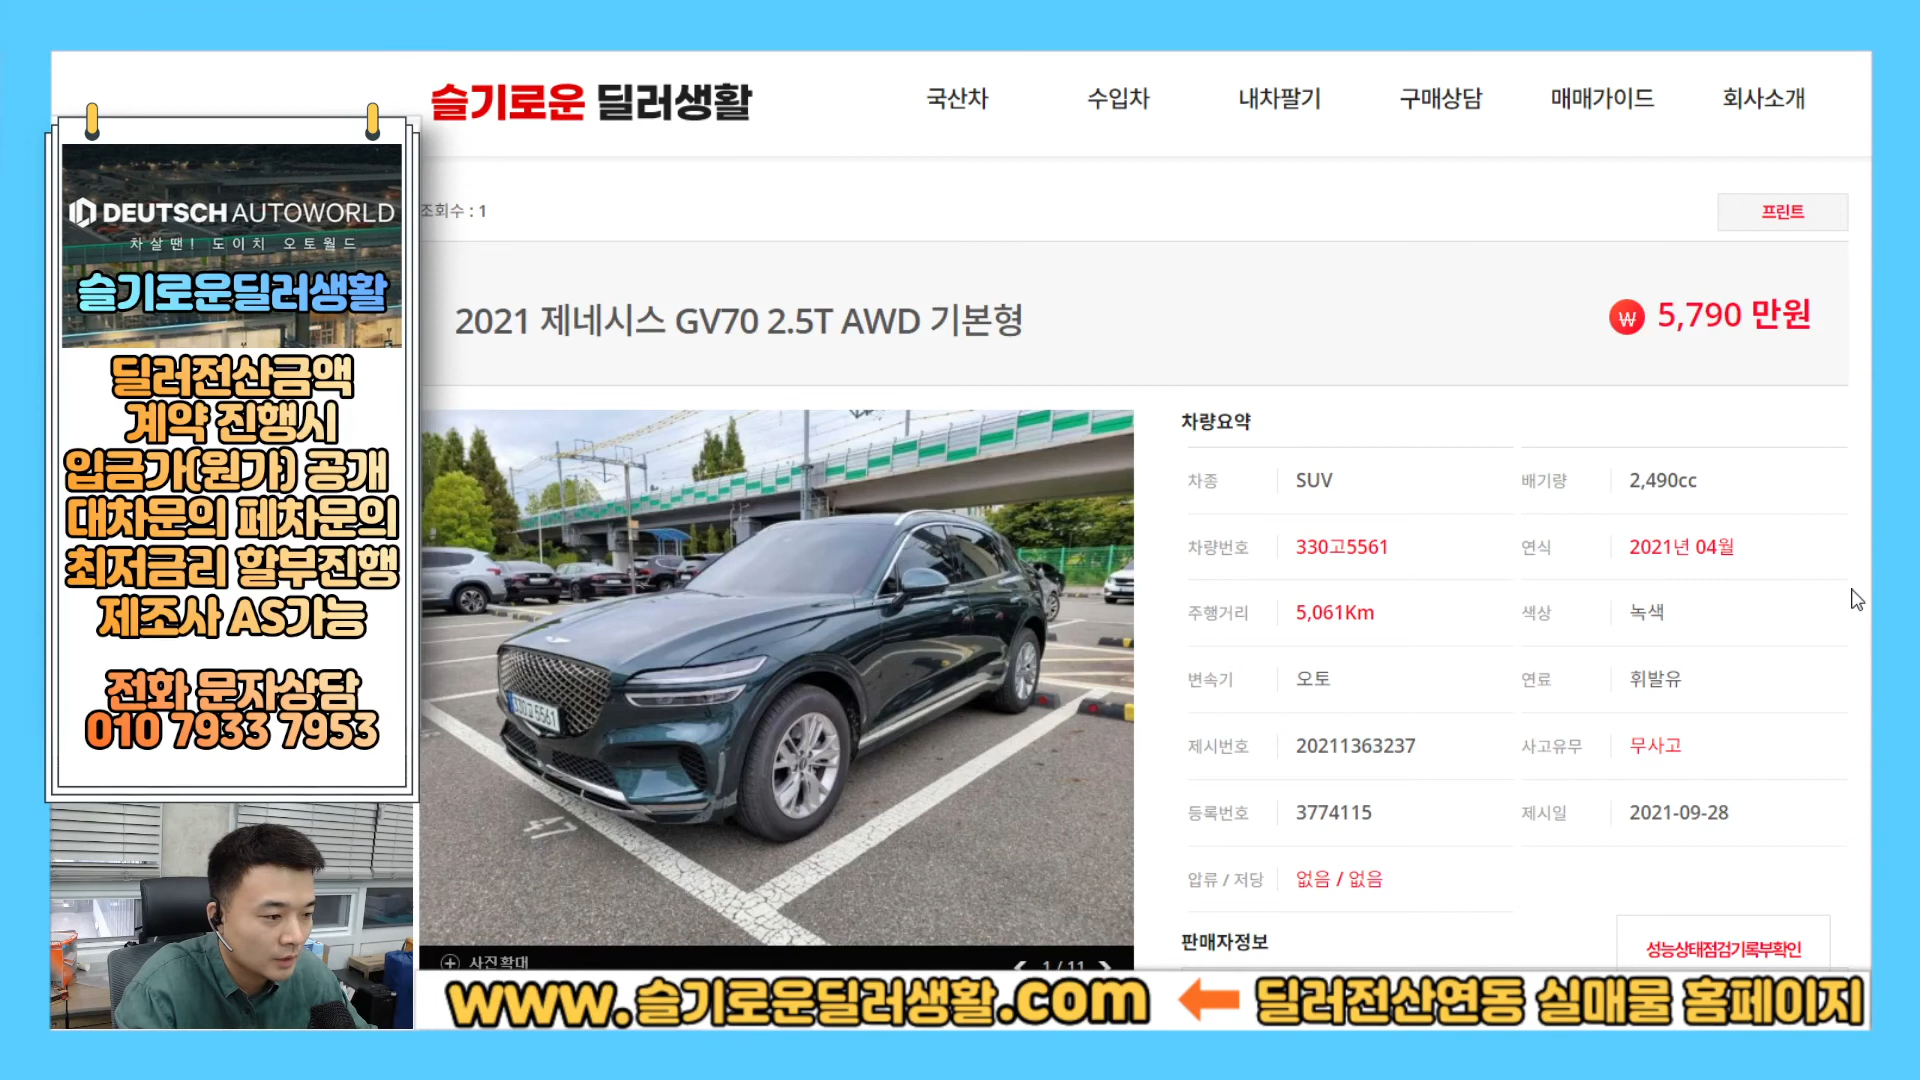 슬기로운 딜러생활
국산차 수입차 내차팔기 구매상담 매매가이드 회사소개
DEUTSCH AUTOWORLD
차살땐! 도이치 오토월드
슬기로운딜러생활
딜러전산금액
계약 진행시
입금가(원가) 공개
대차문의 폐차문의
최저금리 할부진행
제조사 AS가능
전화 문자상담
010 7933 7953
조회수 : 1
프린트
2021 제네시스 GV70 2.5T AWD 기본형
₩ 5,790 만원
330고5561
47
사진확대
1 / 11
차량요약
차종 SUV 배기량 2,490cc
차량번호 330고5561 연식 2021년 04월
주행거리 5,061Km 색상 녹색
변속기 오토 연료 휘발유
제시번호 20211363237 사고유무 무사고
등록번호 3774115 제시일 2021-09-28
압류 / 저당 없음 / 없음
판매자정보
성능상태점검기록부확인
www.슬기로운딜러생활.com 딜러전산연동 실매물 홈페이지